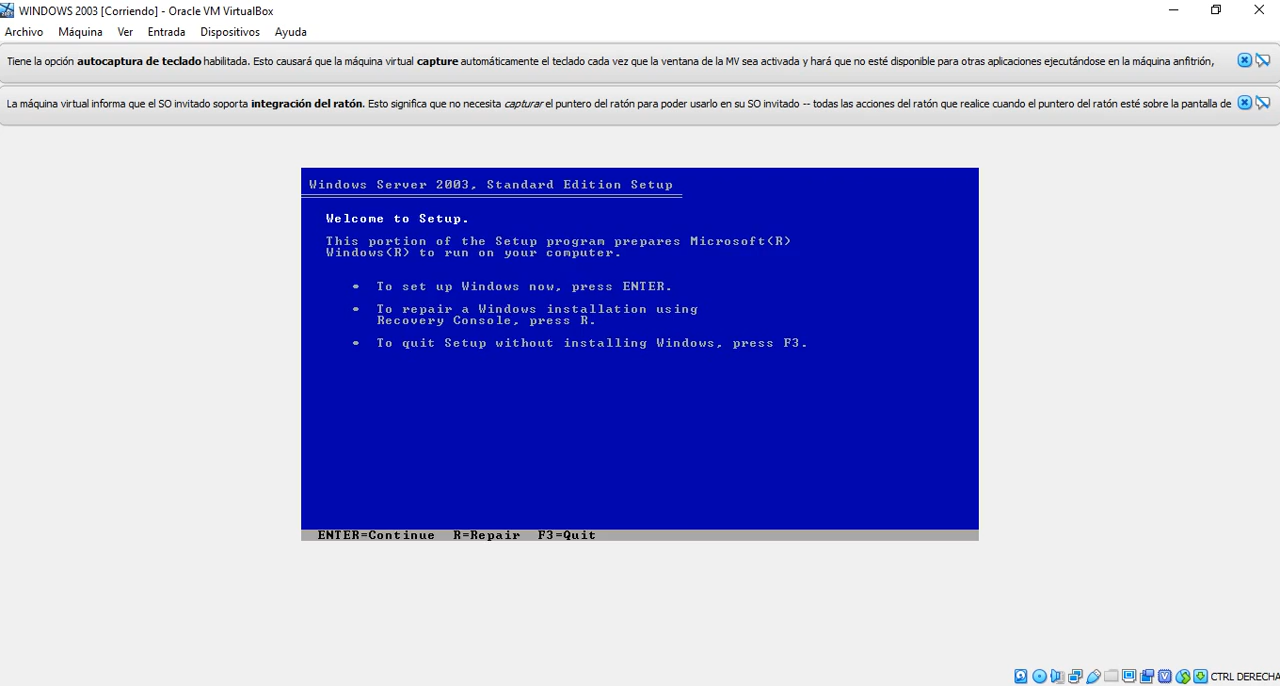 WINDOWS 2003 [Corriendo] - Oracle VM VirtualBox
Archivo Máquina Ver Entrada Dispositivos Ayuda
Tiene la opción autocaptura de teclado habilitada. Esto causará que la máquina virtual capture automáticamente el teclado cada vez que la ventana de la MV sea activada y hará que no esté disponible para otras aplicaciones ejecutándose en la máquina anfitrión,
La máquina virtual informa que el SO invitado soporta integración del ratón. Esto significa que no necesita capturar el puntero del ratón para poder usarlo en su SO invitado -- todas las acciones del ratón que realice cuando el puntero del ratón esté sobre la pantalla de
Windows Server 2003, Standard Edition Setup
Welcome to Setup.
This portion of the Setup program prepares Microsoft(R)
Windows(R) to run on your computer.
• To set up Windows now, press ENTER.
• To repair a Windows installation using
Recovery Console, press R.
• To quit Setup without installing Windows, press F3.
ENTER=Continue R=Repair F3=Quit
CTRL DERECHA